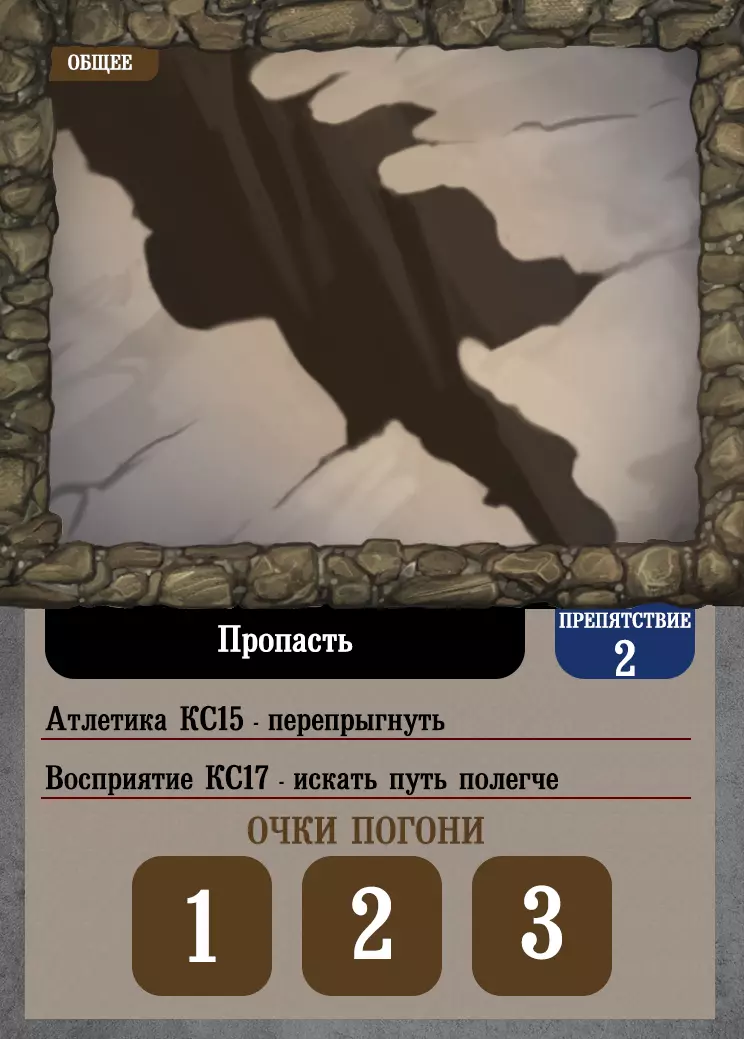 ОБЩЕЕ
Пропасть
ПРЕПЯТСТВИЕ
2
Атлетика КС15 - перепрыгнуть
Восприятие КС17 - искать путь полегче
ОЧКИ ПОГОНИ
1 2 3